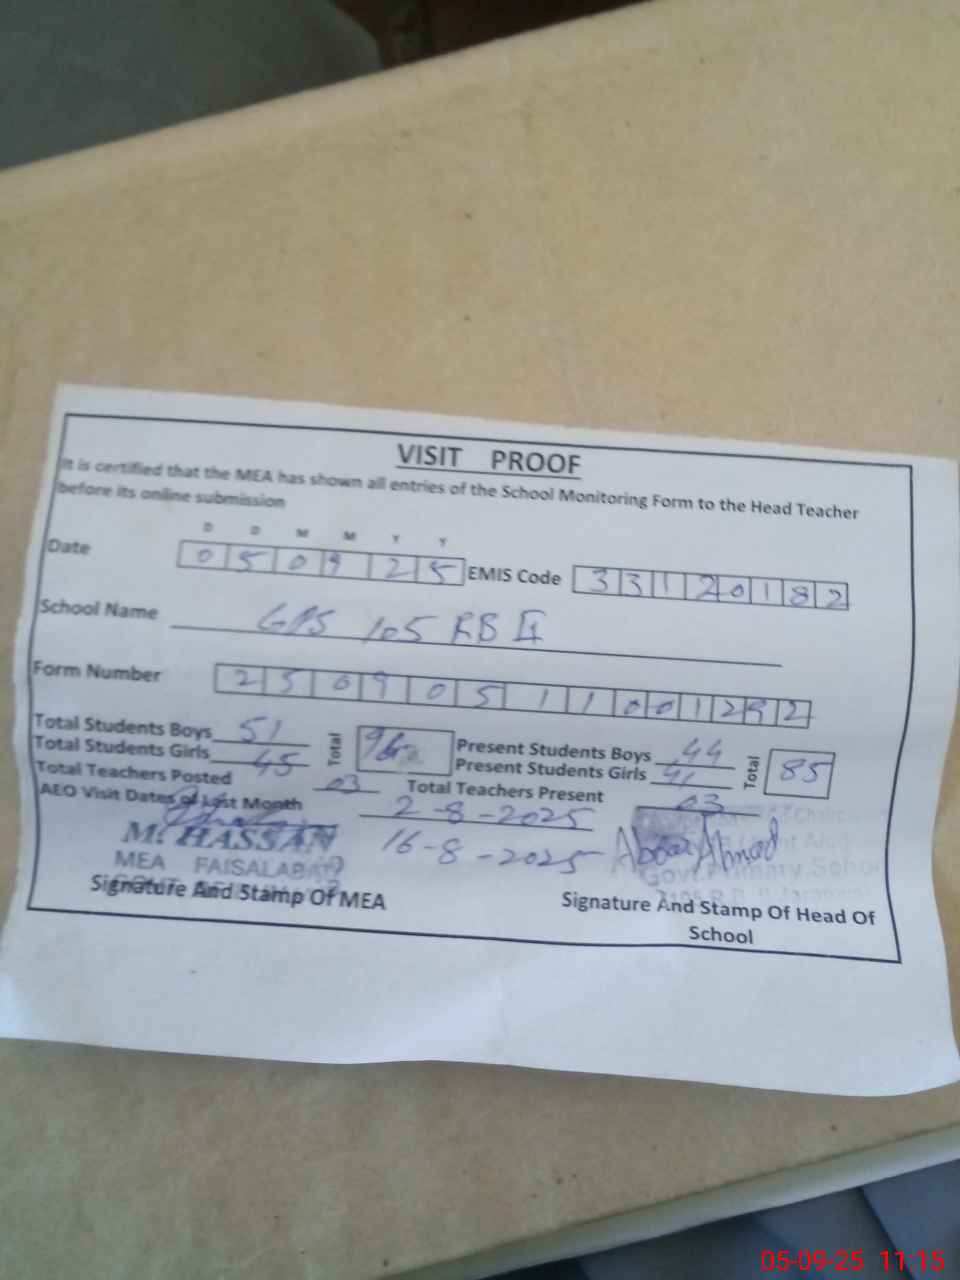 VISIT PROOF
It is certified that the MEA has shown all entries of the School Monitoring Form to the Head Teacher
before its online submission
D D M M Y Y
Date 0 5 0 9 2 5 EMIS Code 3 3 1 2 0 1 8 2
School Name GPS 105 RB II
Form Number 2 5 0 9 0 5 1 1 0 0 1 2 9 2
Total Students Boys 51 Total 96 Present Students Boys 44 Total 85
Total Students Girls 45 Present Students Girls 41
Total Teachers Posted 03 Total Teachers Present 03
AEO Visit Dates of Last Month 2-8-2025
16-8-2025
M. HASSAN
MEA FAISALABAD
Abrar Ahmad
Govt. Primary School
Signature And Stamp Of MEA
Signature And Stamp Of Head Of
School
05-09-25 11:15